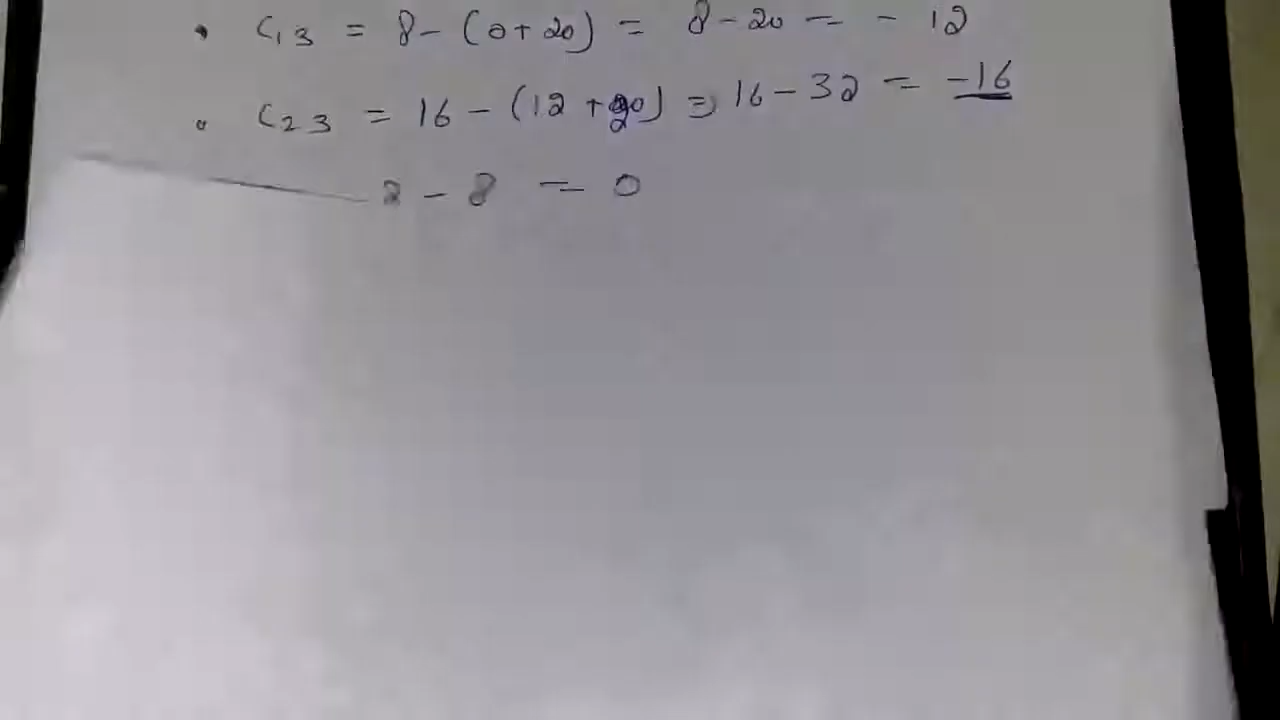 • C13 = 8 - (0 + 20) = 8 - 20 = - 12
• C23 = 16 - (12 + 20) => 16 - 32 = -16
8 - 8 = 0